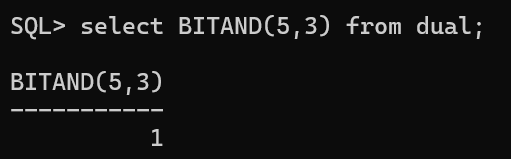 SQL> select BITAND(5,3) from dual;
BITAND(5,3)
-----------
1